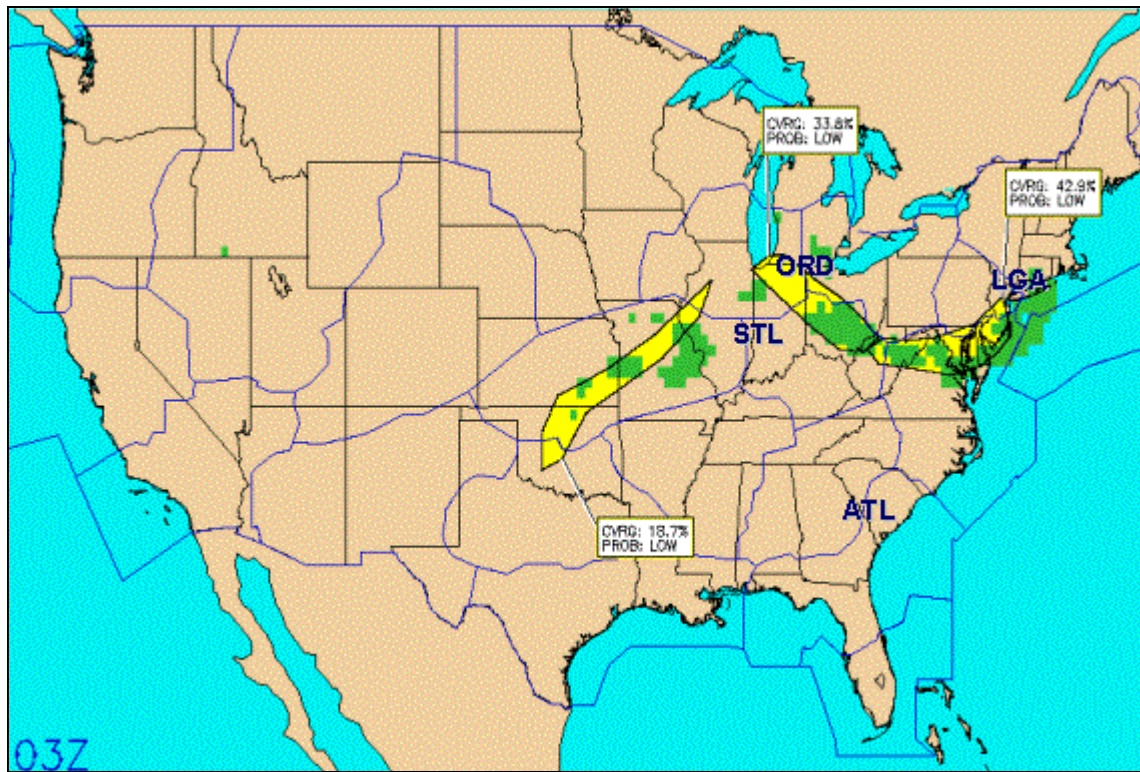 CVRG: 33.8%
PROB: LOW
CVRG: 42.9%
PROB: LOW
ORD
LGA
STL
ATL
CVRG: 18.7%
PROB: LOW
03Z